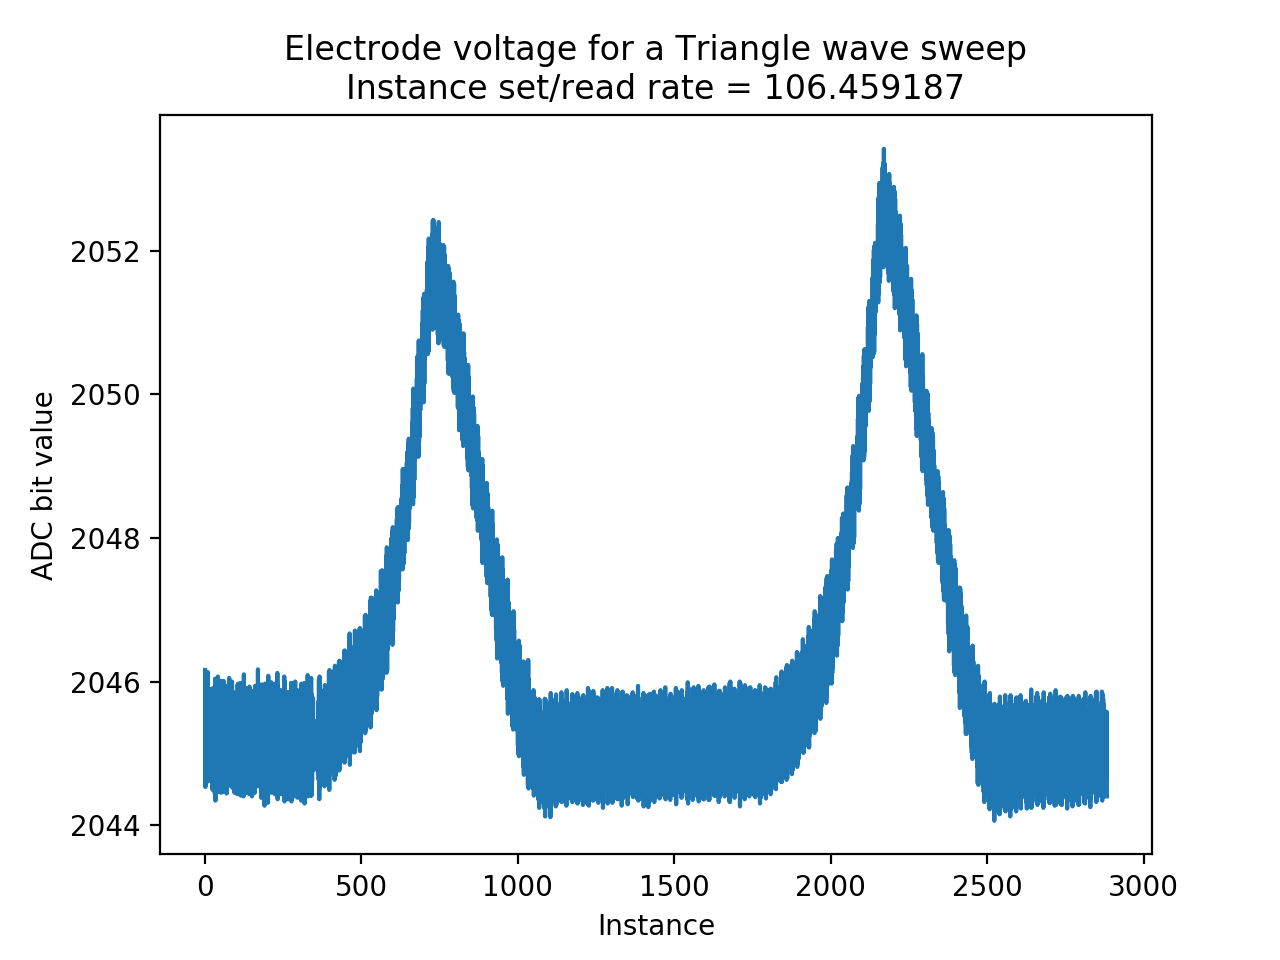 Electrode voltage for a Triangle wave sweep
Instance set/read rate = 106.459187
ADC bit value
2052
2050
2048
2046
2044
0 500 1000 1500 2000 2500 3000
Instance